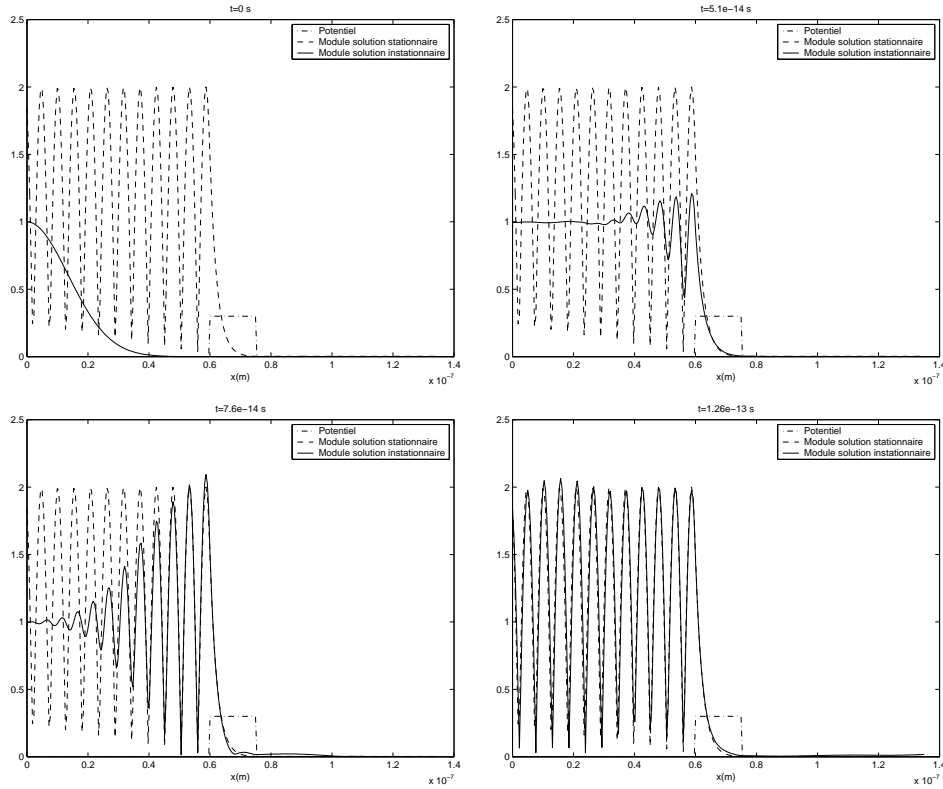 t=0 s
2.5
2
1.5
1
0.5
0
Potentiel
Module solution stationnaire
Module solution instationnaire
0 0.2 0.4 0.6 0.8 1 1.2 1.4
x(m)
x 10⁻⁷
t=5.1e−14 s
2.5
2
1.5
1
0.5
0
Potentiel
Module solution stationnaire
Module solution instationnaire
0 0.2 0.4 0.6 0.8 1 1.2 1.4
x(m)
x 10⁻⁷
t=7.6e−14 s
2.5
2
1.5
1
0.5
0
Potentiel
Module solution stationnaire
Module solution instationnaire
0 0.2 0.4 0.6 0.8 1 1.2 1.4
x(m)
x 10⁻⁷
t=1.26e−13 s
2.5
2
1.5
1
0.5
0
Potentiel
Module solution stationnaire
Module solution instationnaire
0 0.2 0.4 0.6 0.8 1 1.2 1.4
x(m)
x 10⁻⁷